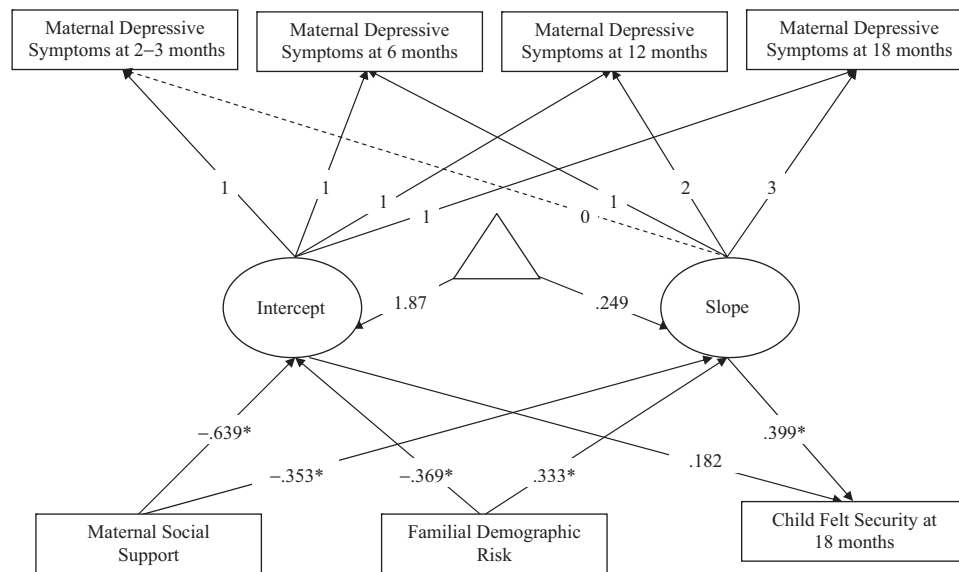 Maternal Depressive
Symptoms at 2–3 months
Maternal Depressive
Symptoms at 6 months
Maternal Depressive
Symptoms at 12 months
Maternal Depressive
Symptoms at 18 months
1
1
1
1
0
1
2
3
Intercept
1.87
.249
Slope
–.639*
–.353*
–.369*
.333*
.182
.399*
Maternal Social
Support
Familial Demographic
Risk
Child Felt Security at
18 months